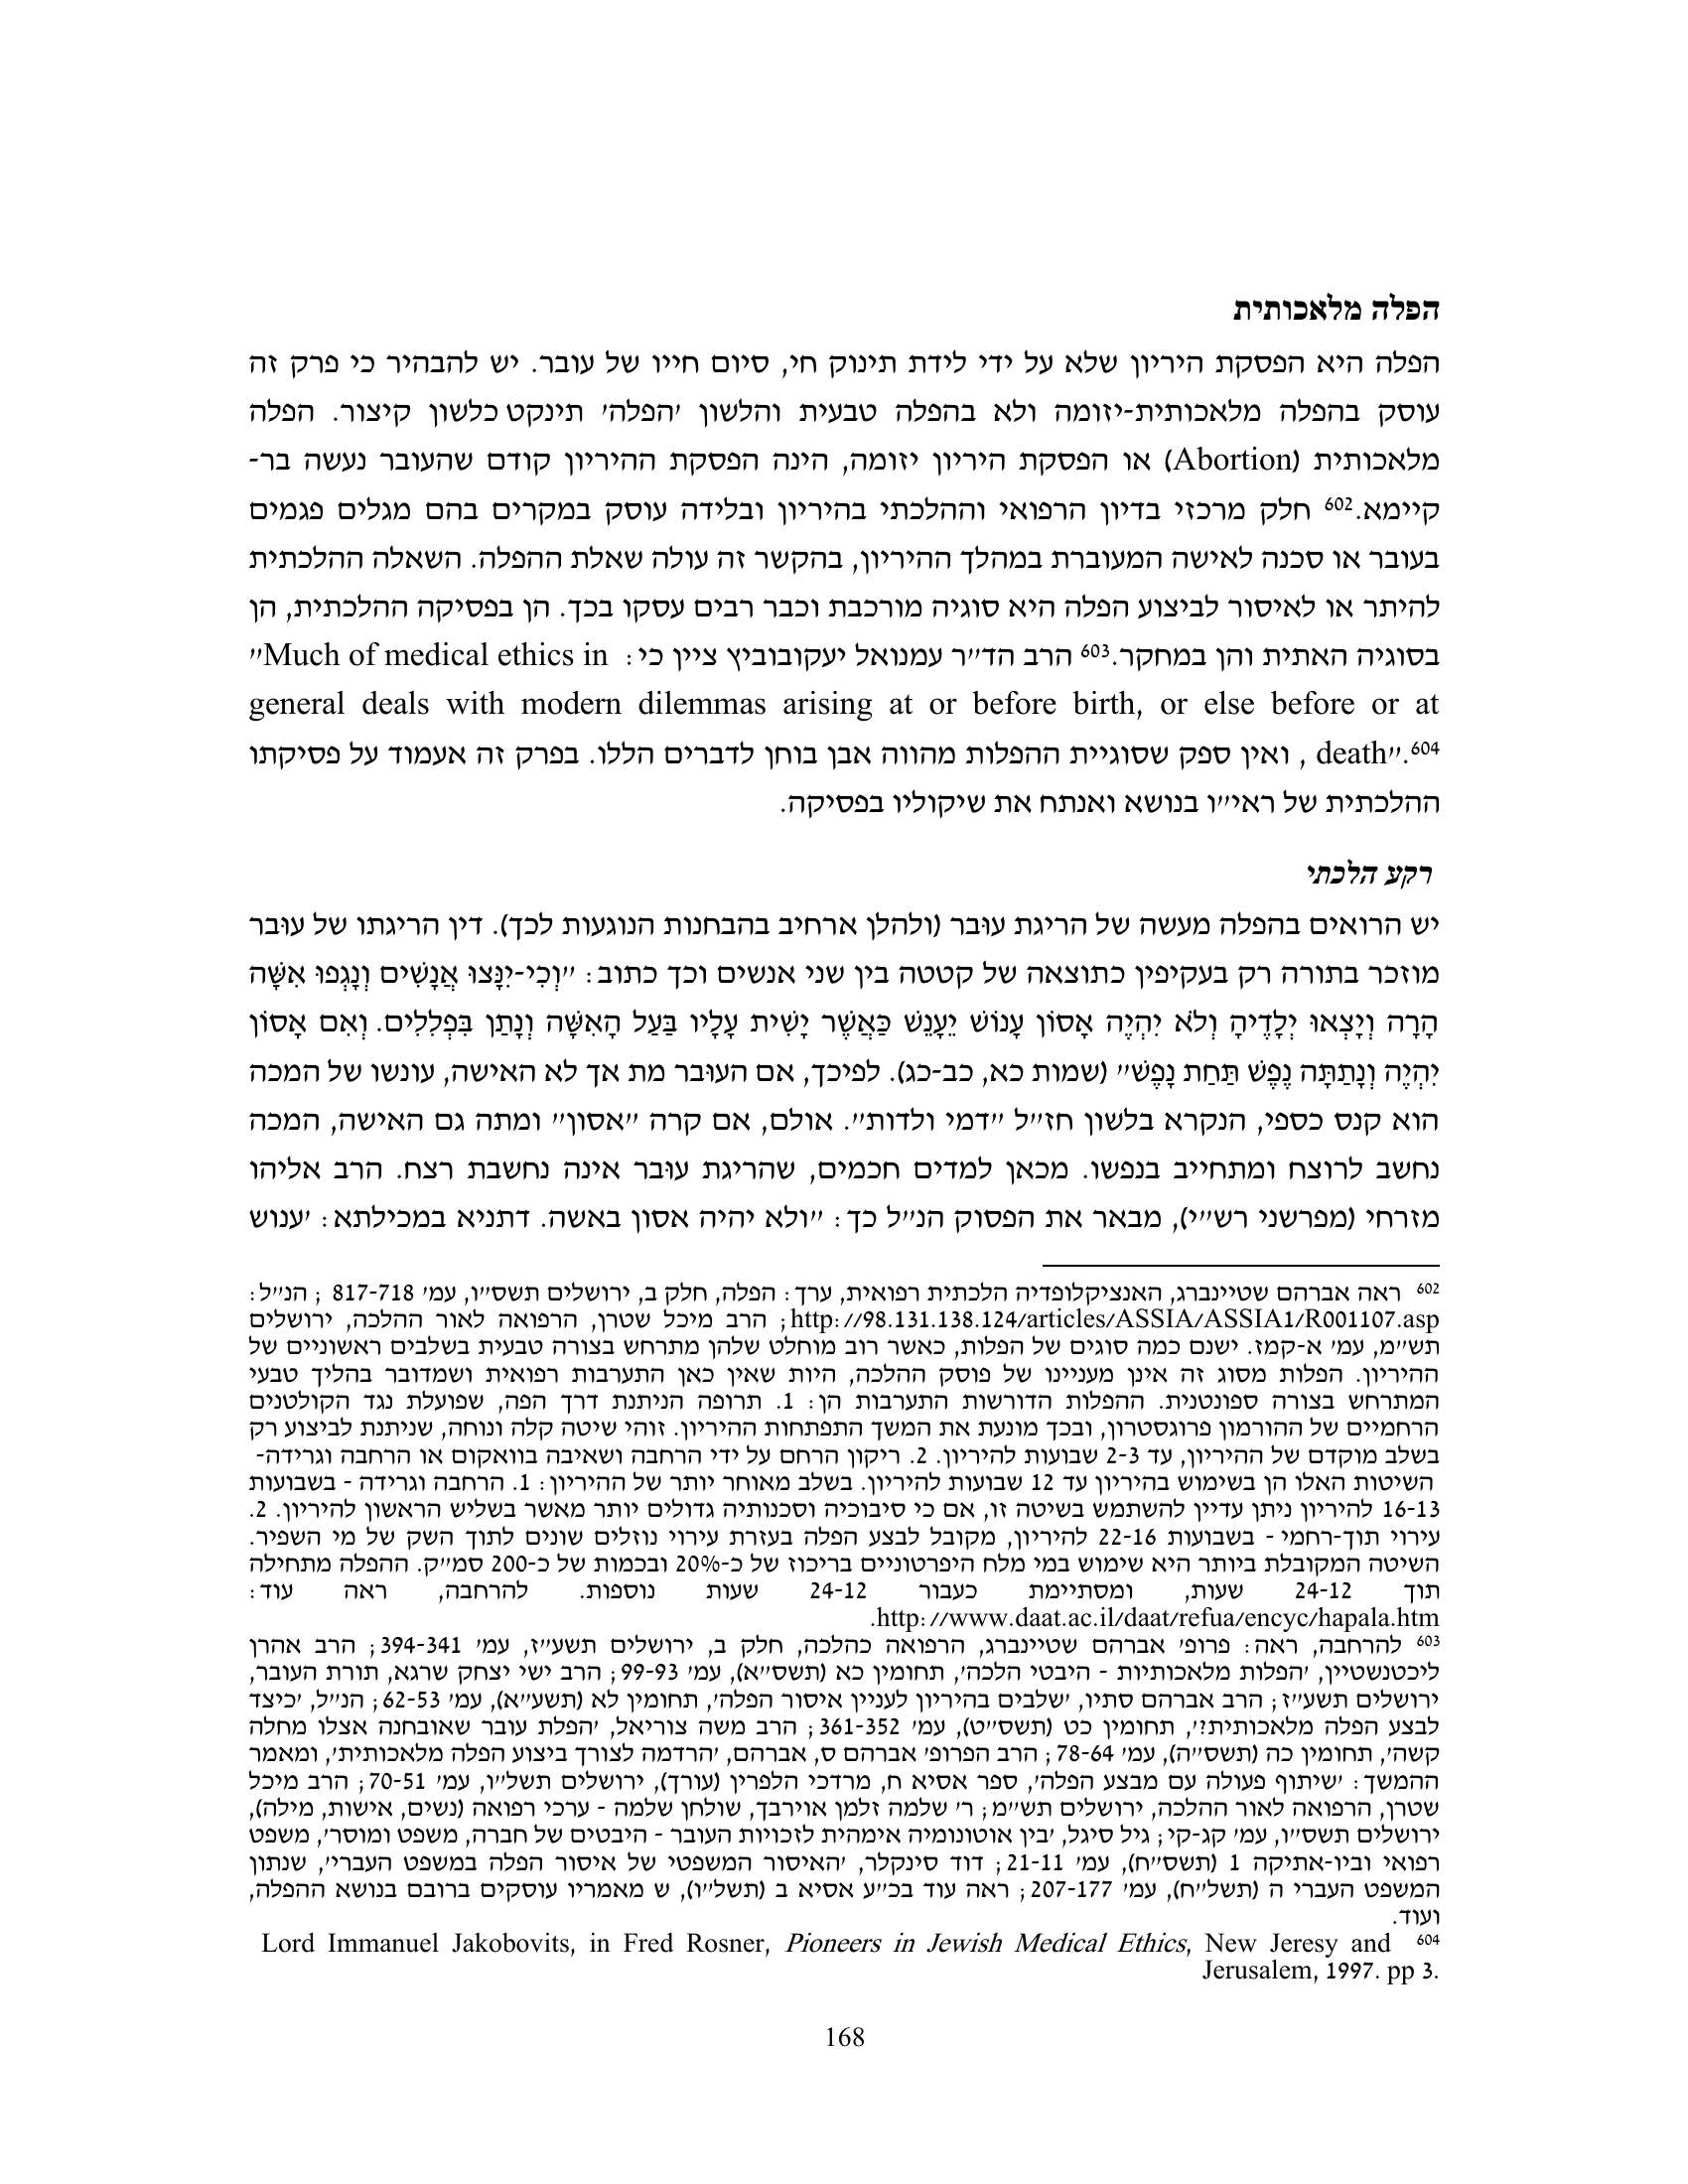 הפלה מלאכותית
הפלה היא הפסקת היריון שלא על ידי לידת תינוק חי, סיום חייו של עובר. יש להבהיר כי פרק זה
עוסק בהפלה מלאכותית-יזומה ולא בהפלה טבעית והלשון 'הפלה' תינקט כלשון קיצור. הפלה
מלאכותית (Abortion) או הפסקת היריון יזומה, הינה הפסקת ההיריון קודם שהעובר נעשה בר-
קיימא.602 חלק מרכזי בדיון הרפואי וההלכתי בהיריון ובלידה עוסק במקרים בהם מגלים פגמים
בעובר או סכנה לאישה המעוברת במהלך ההיריון, בהקשר זה עולה שאלת ההפלה. השאלה ההלכתית
להיתר או לאיסור לביצוע הפלה היא סוגיה מורכבת וכבר רבים עסקו בכך. הן בפסיקה ההלכתית, הן
בסוגיה האתית והן במחקר.603 הרב הד"ר עמנואל יעקובוביץ ציין כי: "Much of medical ethics in
general deals with modern dilemmas arising at or before birth, or else before or at
death".604 , ואין ספק שסוגיית ההפלות מהווה אבן בוחן לדברים הללו. בפרק זה אעמוד על פסיקתו
ההלכתית של ראי"ו בנושא ואנתח את שיקוליו בפסיקה.
רקע הלכתי
יש הרואים בהפלה מעשה של הריגת עוּבר (ולהלן ארחיב בהבחנות הנוגעות לכך). דין הריגתו של עוּבר
מוזכר בתורה רק בעקיפין כתוצאה של קטטה בין שני אנשים וכך כתוב: "וְכִי-יִנָּצוּ אֲנָשִׁים וְנָגְפוּ אִשָּׁה
הָרָה וְיָצְאוּ יְלָדֶיהָ וְלֹא יִהְיֶה אָסוֹן עָנוֹשׁ יֵעָנֵשׁ כַּאֲשֶׁר יָשִׁית עָלָיו בַּעַל הָאִשָּׁה וְנָתַן בִּפְלִלִים. וְאִם אָסוֹן
יִהְיֶה וְנָתַתָּה נֶפֶשׁ תַּחַת נָפֶשׁ" (שמות כא, כב-כג). לפיכך, אם העוּבר מת אך לא האישה, עונשו של המכה
הוא קנס כספי, הנקרא בלשון חז"ל "דמי ולדות". אולם, אם קרה "אסון" ומתה גם האישה, המכה
נחשב לרוצח ומתחייב בנפשו. מכאן למדים חכמים, שהריגת עוּבר אינה נחשבת רצח. הרב אליהו
מזרחי (מפרשני רש"י), מבאר את הפסוק הנ"ל כך: "ולא יהיה אסון באשה. דתניא במכילתא: 'ענוש
602 ראה אברהם שטיינברג, האנציקלופדיה הלכתית רפואית, ערך: הפלה, חלק ב, ירושלים תשס"ו, עמ' 817-718 ; הנ"ל:
http://98.131.138.124/articles/ASSIA/ASSIA1/R001107.asp; הרב מיכל שטרן, הרפואה לאור ההלכה, ירושלים
תש"מ, עמ' א-קמז. ישנם כמה סוגים של הפלות, כאשר רוב מוחלט שלהן מתרחש בצורה טבעית בשלבים ראשוניים של
ההיריון. הפלות מסוג זה אינן מעניינו של פוסק ההלכה, היות שאין כאן התערבות רפואית ושמדובר בהליך טבעי
המתרחש בצורה ספונטנית. ההפלות הדורשות התערבות הן: 1. תרופה הניתנת דרך הפה, שפועלת נגד הקולטנים
הרחמיים של ההורמון פרוגסטרון, ובכך מונעת את המשך התפתחות ההיריון. זוהי שיטה קלה ונוחה, שניתנת לביצוע רק
בשלב מוקדם של ההיריון, עד 2-3 שבועות להיריון. 2. ריקון הרחם על ידי הרחבה ושאיבה בוואקום או הרחבה וגרידה-
השיטות האלו הן בשימוש בהיריון עד 12 שבועות להיריון. בשלב מאוחר יותר של ההיריון: 1. הרחבה וגרידה - בשבועות
16-13 להיריון ניתן עדיין להשתמש בשיטה זו, אם כי סיבוכיה וסכנותיה גדולים יותר מאשר בשליש הראשון להיריון. 2.
עירוי תוך-רחמי - בשבועות 22-16 להיריון, מקובל לבצע הפלה בעזרת עירוי נוזלים שונים לתוך השק של מי השפיר.
השיטה המקובלת ביותר היא שימוש במי מלח היפרטוניים בריכוז של כ-20% ובכמות של כ-200 סמ"ק. ההפלה מתחילה
תוך 24-12 שעות, ומסתיימת כעבור 24-12 שעות נוספות. להרחבה, ראה עוד:
http://www.daat.ac.il/daat/refua/encyc/hapala.htm.
603 להרחבה, ראה: פרופ' אברהם שטיינברג, הרפואה כהלכה, חלק ב, ירושלים תשע"ז, עמ' 394-341; הרב אהרן
ליכטנשטיין, 'הפלות מלאכותיות - היבטי הלכה', תחומין כא (תשס"א), עמ' 99-93; הרב ישי יצחק שרגא, תורת העובר,
ירושלים תשע"ז; הרב אברהם סתיו, 'שלבים בהיריון לעניין איסור הפלה', תחומין לא (תשע"א), עמ' 62-53; הנ"ל, 'כיצד
לבצע הפלה מלאכותית?', תחומין כט (תשס"ט), עמ' 361-352; הרב משה צוריאל, 'הפלת עובר שאובחנה אצלו מחלה
קשה', תחומין כה (תשס"ה), עמ' 78-64; הרב הפרופ' אברהם ס, אברהם, 'הרדמה לצורך ביצוע הפלה מלאכותית', ומאמר
ההמשך: 'שיתוף פעולה עם מבצע הפלה', ספר אסיא ח, מרדכי הלפרין (עורך), ירושלים תשל"ו, עמ' 70-51; הרב מיכל
שטרן, הרפואה לאור ההלכה, ירושלים תש"מ; ר' שלמה זלמן אוירבך, שולחן שלמה - ערכי רפואה (נשים, אישות, מילה),
ירושלים תשס"ו, עמ' קג-קי; גיל סיגל, 'בין אוטונומיה אימהית לזכויות העובר - היבטים של חברה, משפט ומוסר', משפט
רפואי וביו-אתיקה 1 (תשס"ח), עמ' 21-11; דוד סינקלר, 'האיסור המשפטי של איסור הפלה במשפט העברי', שנתון
המשפט העברי ה (תשל"ח), עמ' 207-177; ראה עוד בכ"ע אסיא ב (תשל"ו), ש מאמריו עוסקים ברובם בנושא ההפלה,
ועוד.
604 Lord Immanuel Jakobovits, in Fred Rosner, Pioneers in Jewish Medical Ethics, New Jeresy and
Jerusalem, 1997. pp 3.
168